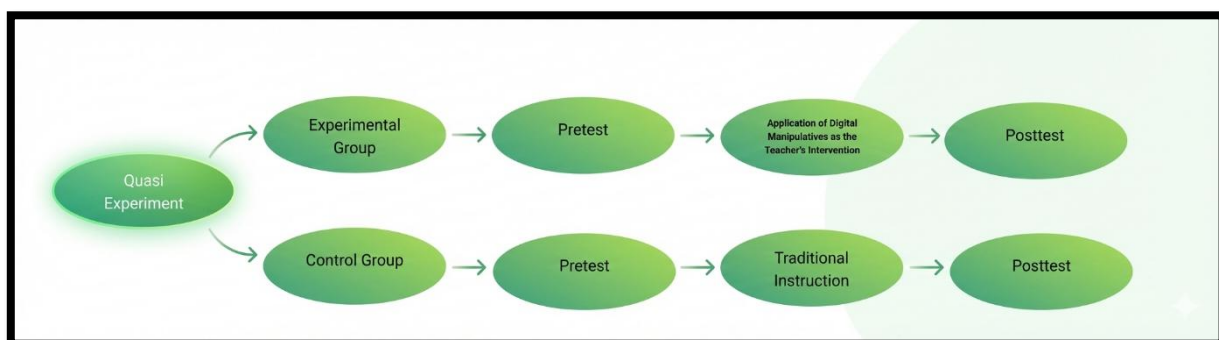 Quasi
Experiment
Experimental
Group
Pretest
Application of Digital
Manipulatives as the
Teacher's Intervention
Posttest
Control Group
Pretest
Traditional
Instruction
Posttest